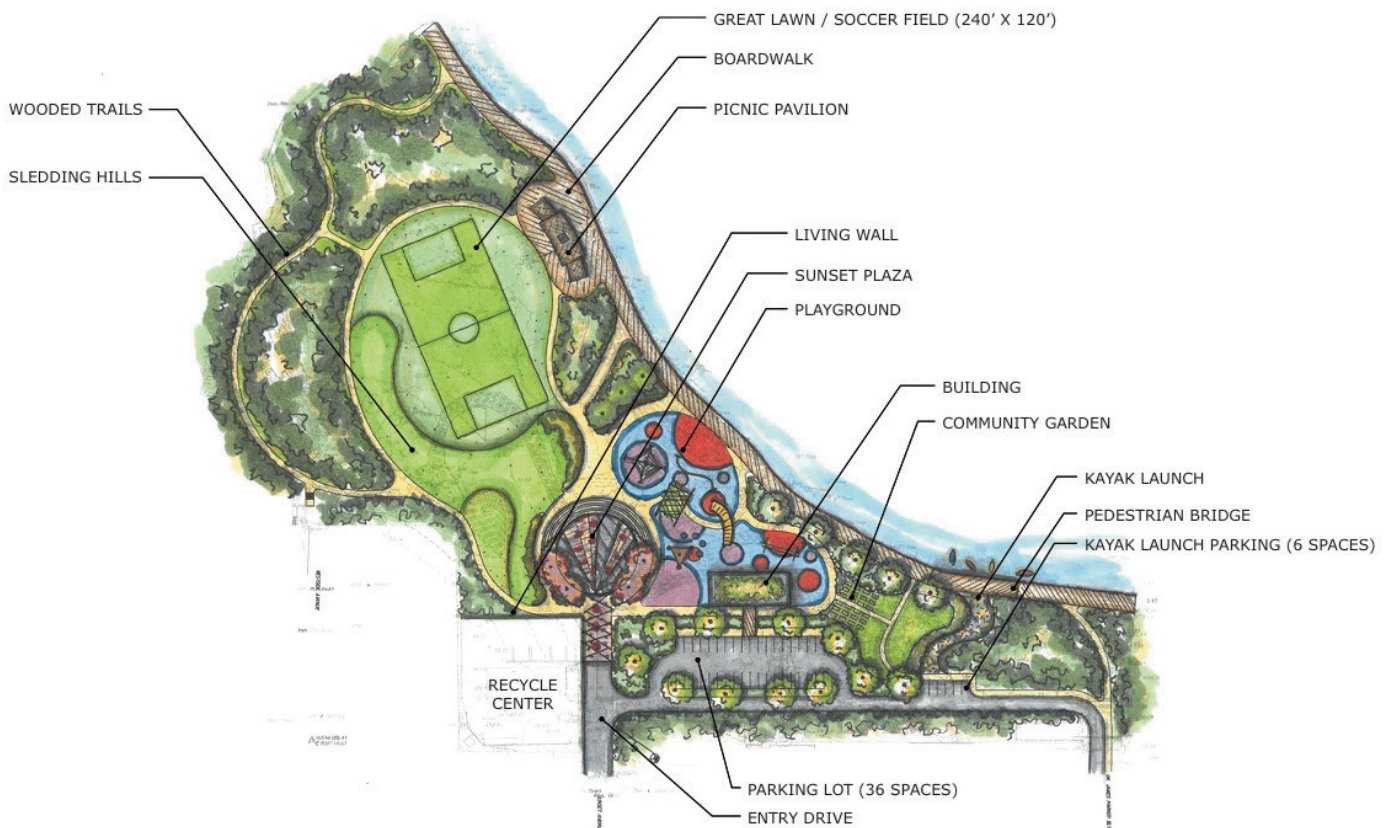 GREAT LAWN / SOCCER FIELD (240' X 120')
BOARDWALK
WOODED TRAILS
PICNIC PAVILION
SLEDDING HILLS
LIVING WALL
SUNSET PLAZA
PLAYGROUND
BUILDING
COMMUNITY GARDEN
KAYAK LAUNCH
PEDESTRIAN BRIDGE
KAYAK LAUNCH PARKING (6 SPACES)
RECYCLE
CENTER
PARKING LOT (36 SPACES)
ENTRY DRIVE